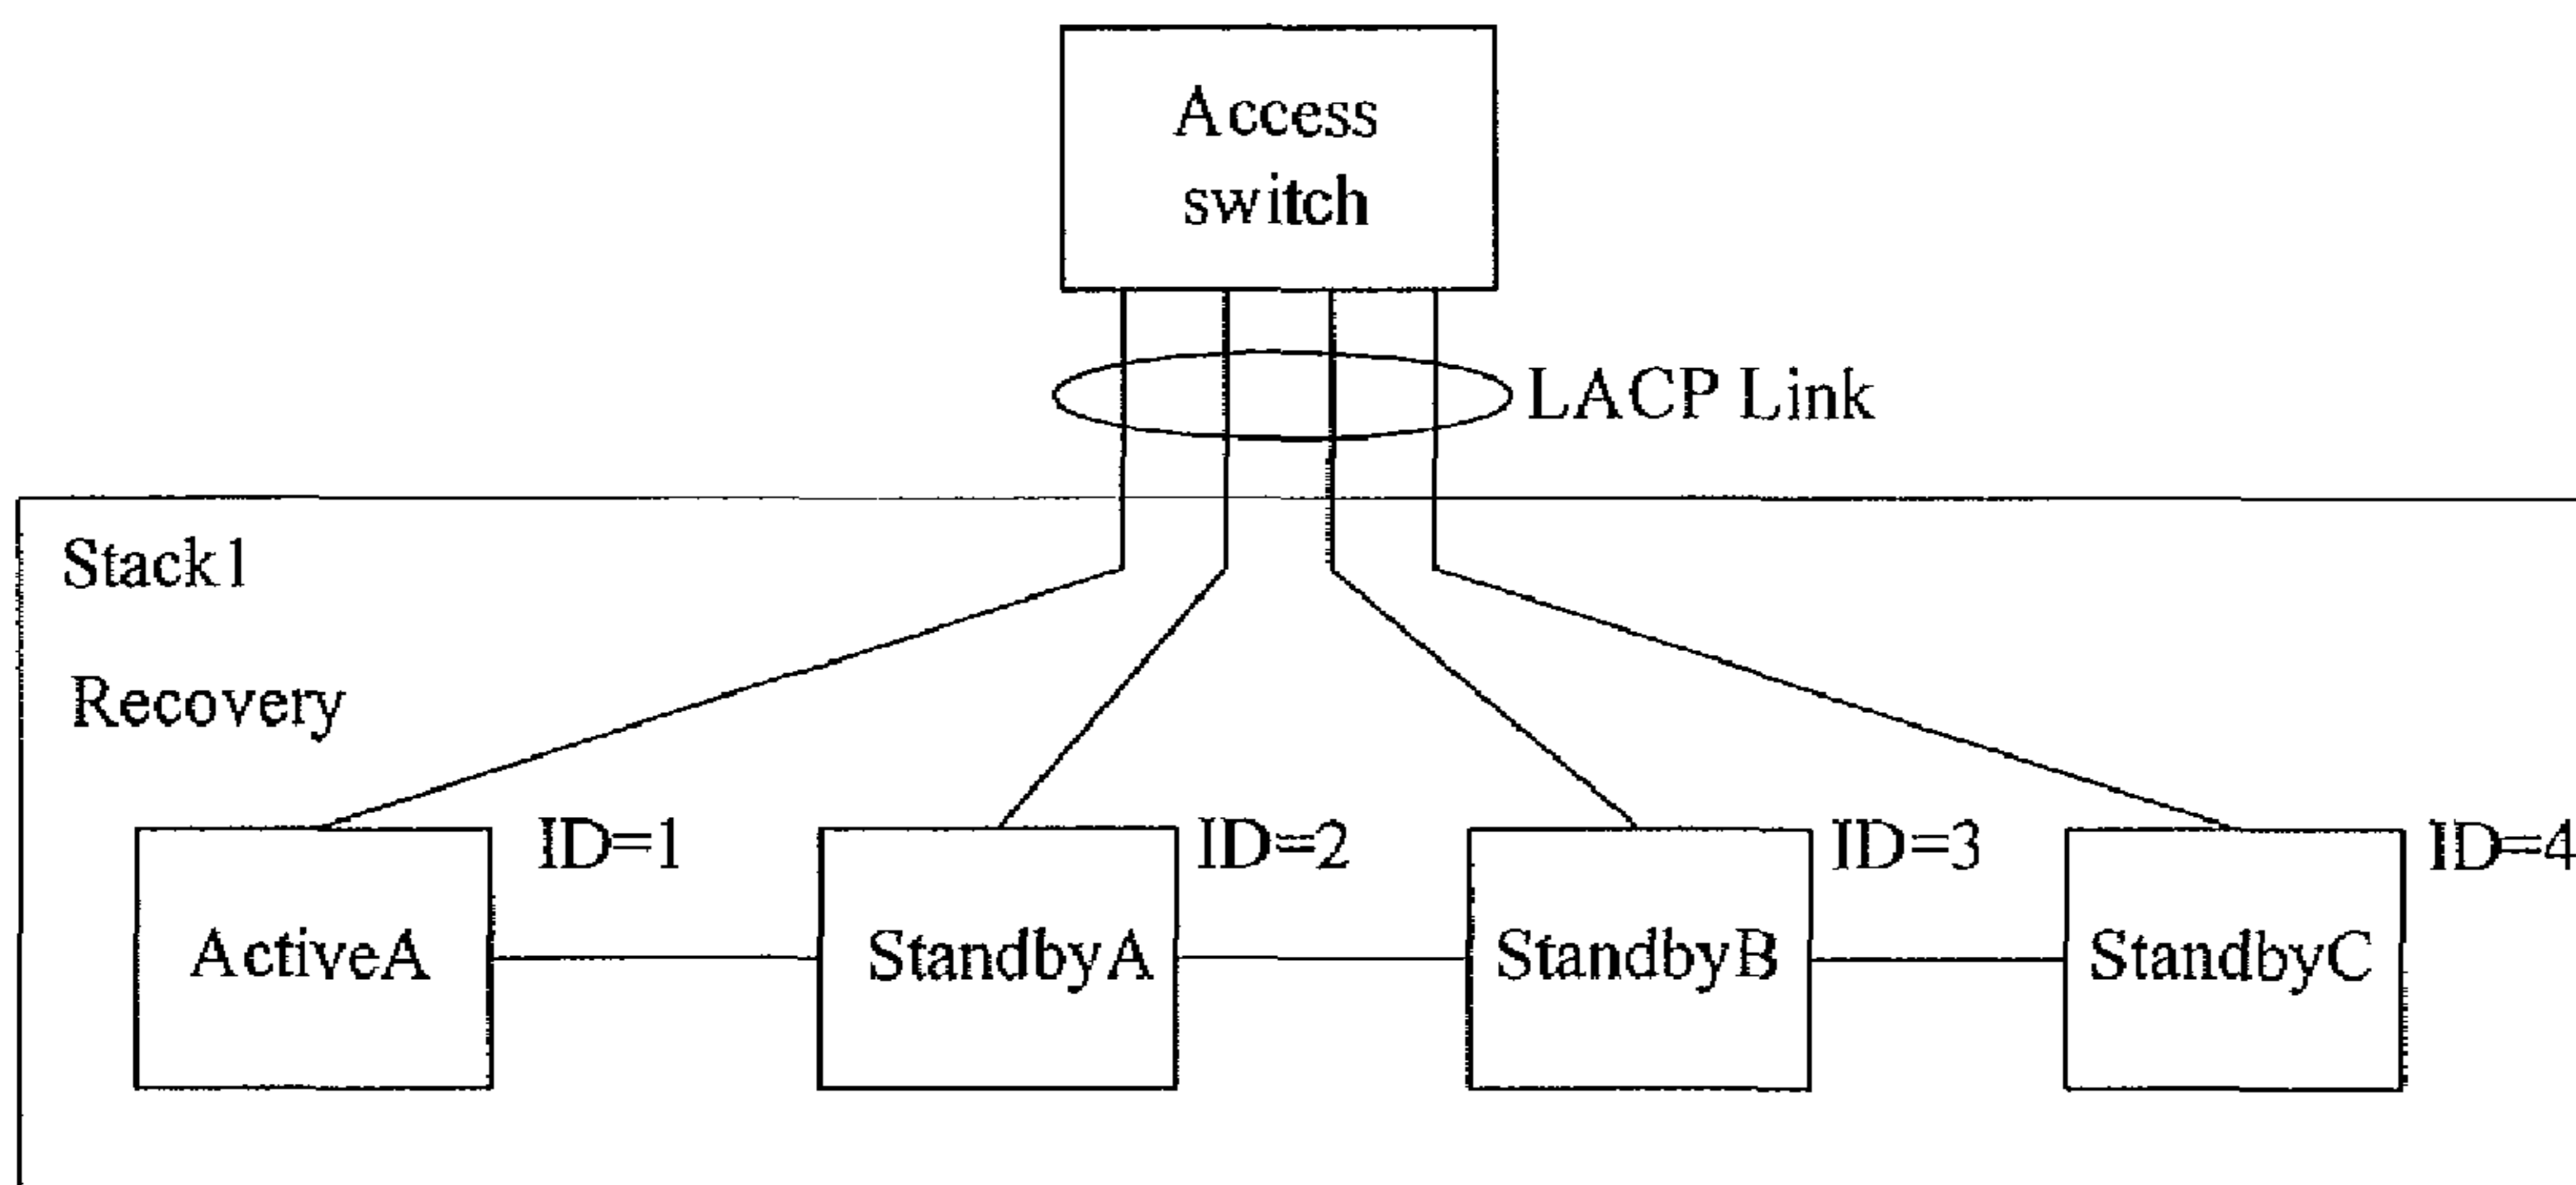 Access
switch
LACP Link
Stack1
Recovery
ID=1
ID=2
ID=3
ID=4
ActiveA
StandbyA
StandbyB
StandbyC